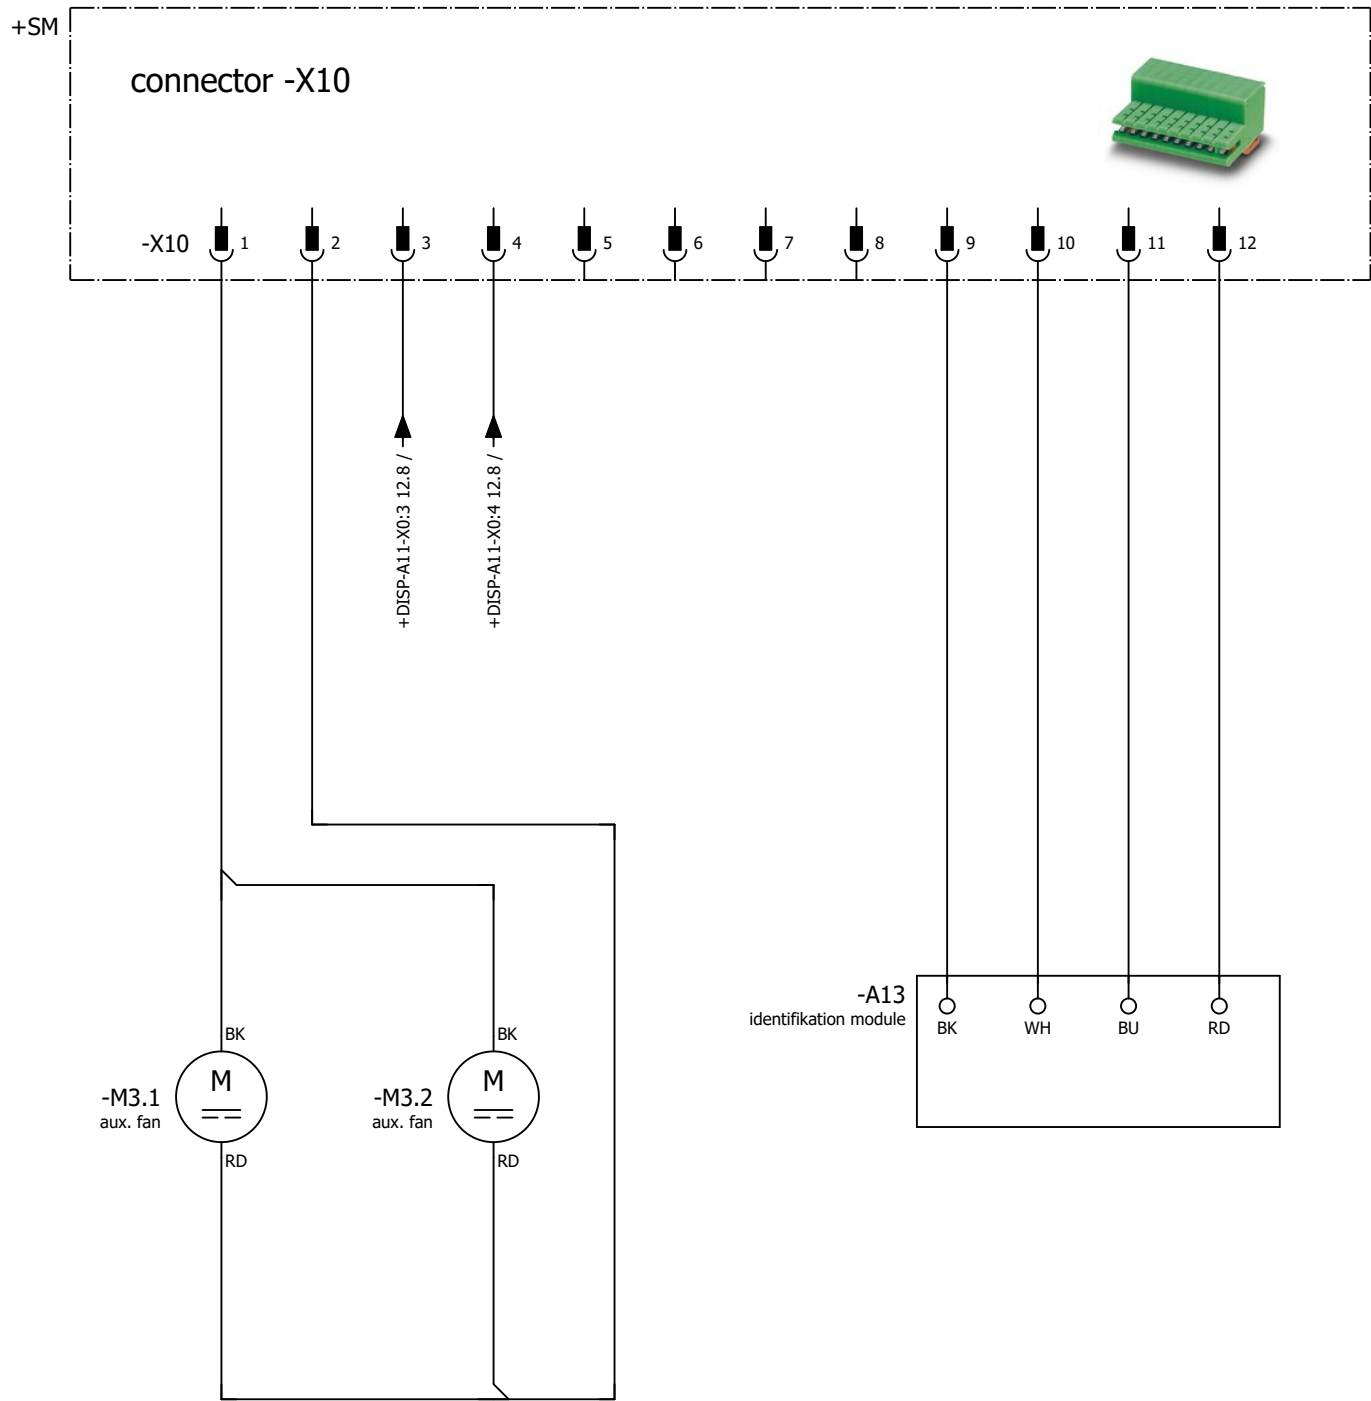 +SM
connector -X10
-X10 1 2 3 4 5 6 7 8 9 10 11 12
+DISP-A11-X0:3 12.8 /
+DISP-A11-X0:4 12.8 /
-A13
identifikation module
BK WH BU RD
BK BK
M M
-M3.1
aux. fan
-M3.2
aux. fan
RD RD